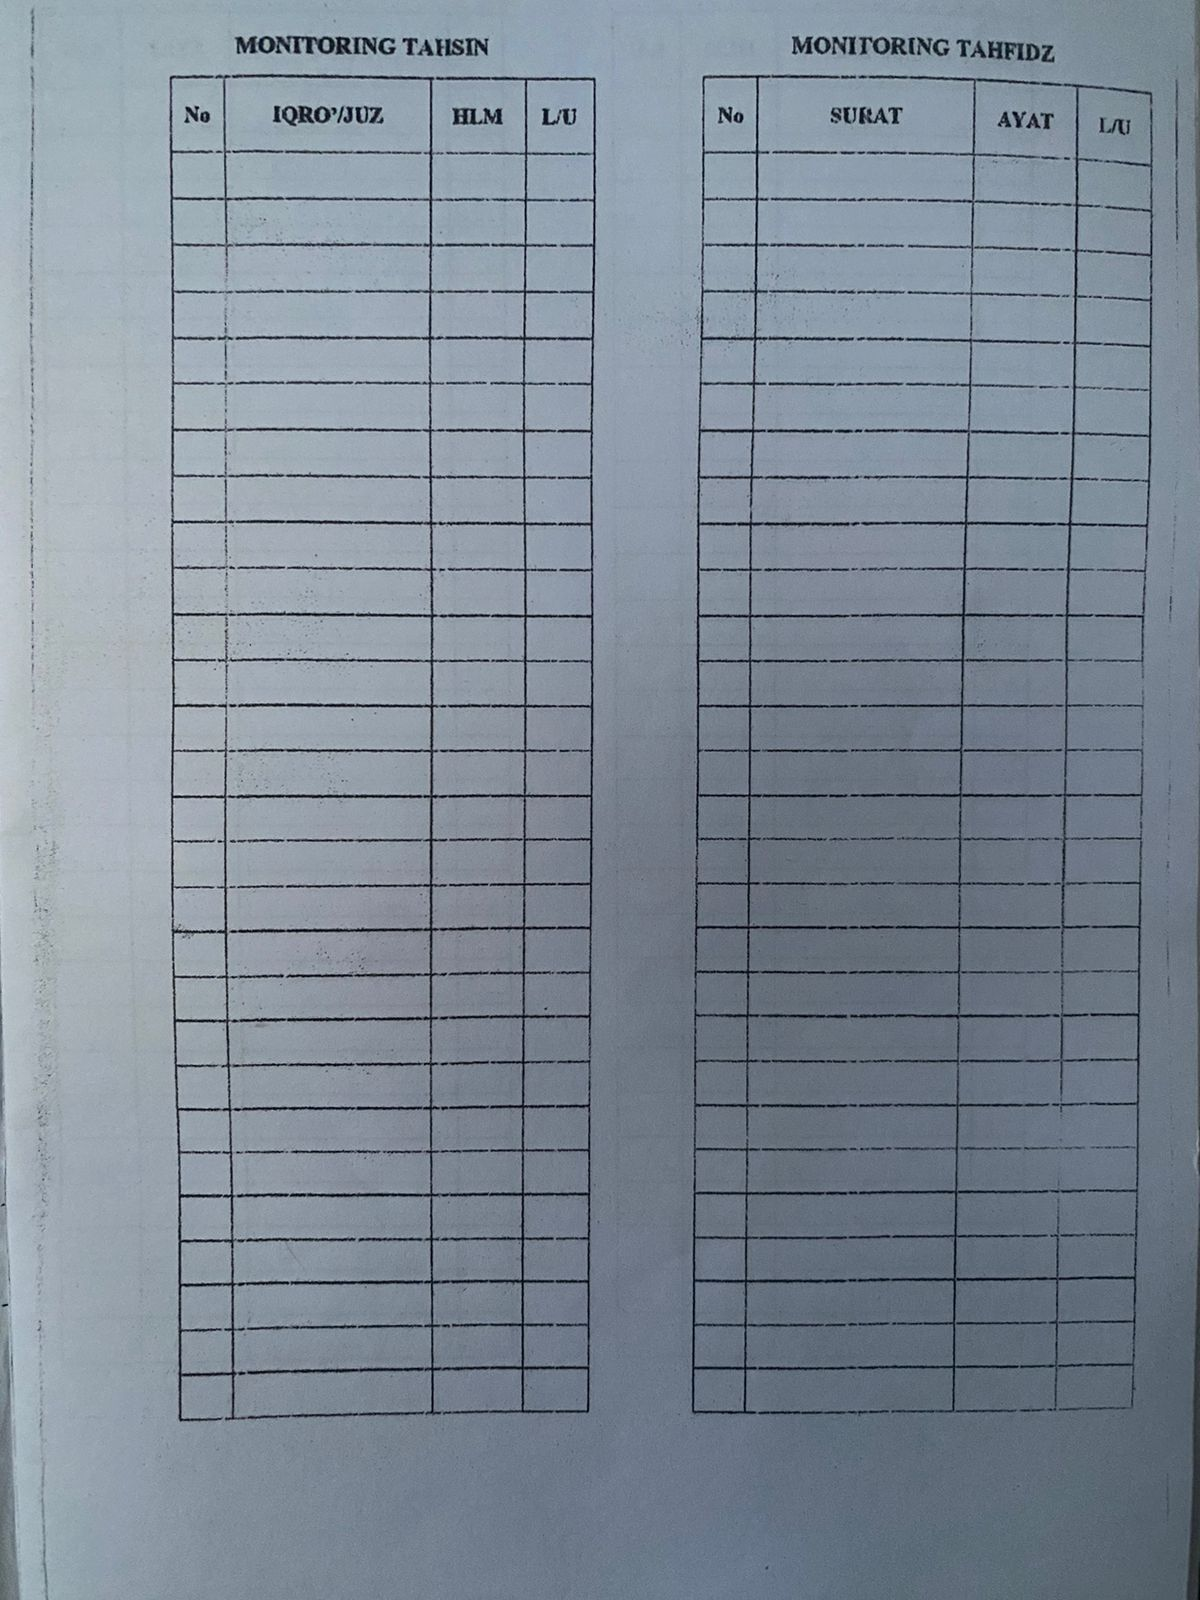 MONITORING TAHSIN
No IQRO'/JUZ HLM L/U
MONITORING TAHFIDZ
No SURAT AYAT L/U